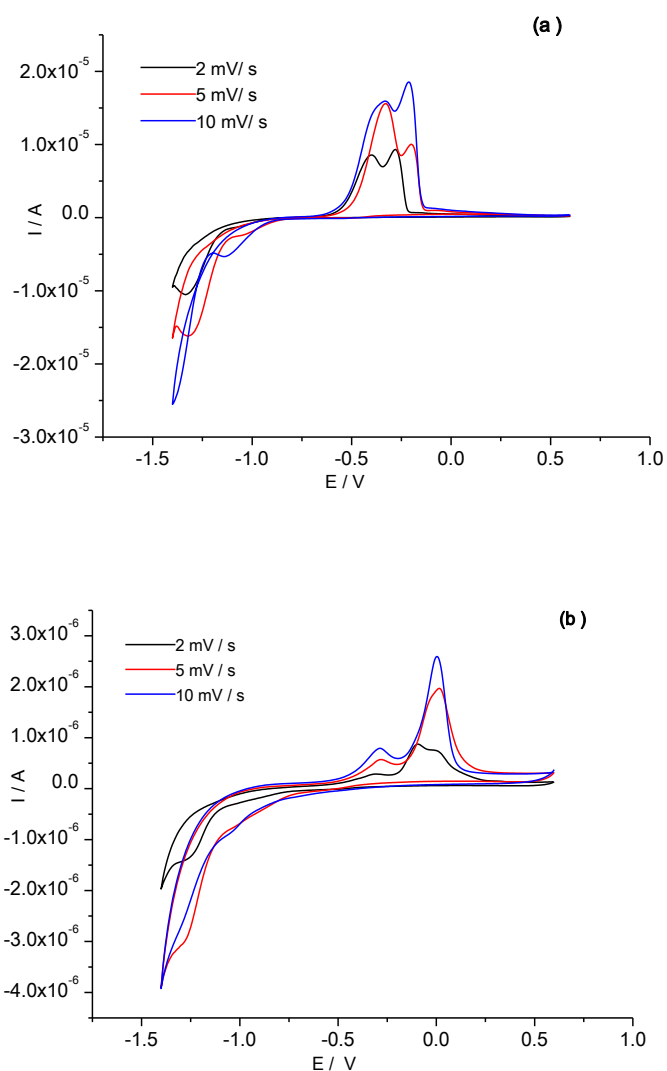 (a)
2 mV/ s
5 mV/ s
10 mV/ s
2.0x10⁻⁵
1.0x10⁻⁵
0.0
-1.0x10⁻⁵
-2.0x10⁻⁵
-3.0x10⁻⁵
I / A
-1.5 -1.0 -0.5 0.0 0.5 1.0
E / V
(b)
2 mV / s
5 mV / s
10 mV / s
3.0x10⁻⁶
2.0x10⁻⁶
1.0x10⁻⁶
0.0
-1.0x10⁻⁶
-2.0x10⁻⁶
-3.0x10⁻⁶
-4.0x10⁻⁶
I / A
-1.5 -1.0 -0.5 0.0 0.5 1.0
E / V